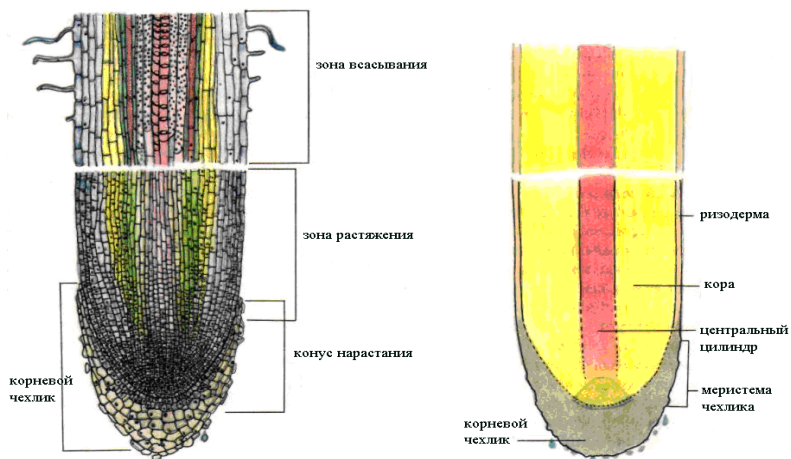 зона всасывания
зона растяжения
конус нарастания
корневой
чехлик
ризодерма
кора
центральный
цилиндр
меристема
чехлика
корневой
чехлик